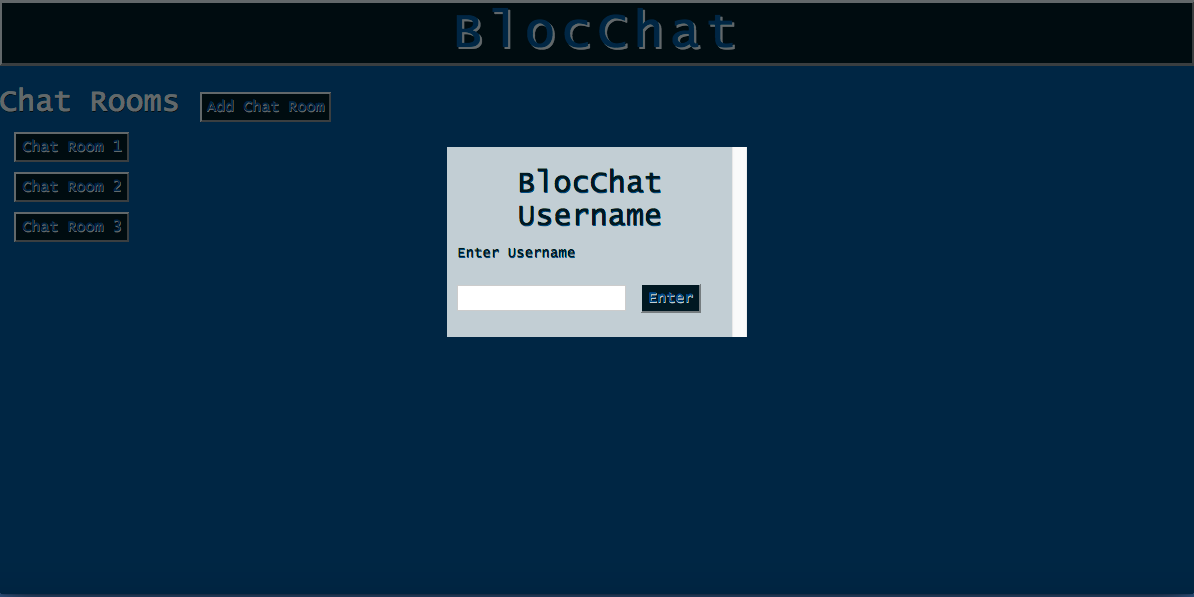 BlocChat
Chat Rooms
Add Chat Room
Chat Room 1
Chat Room 2
Chat Room 3
BlocChat
Username
Enter Username
Enter